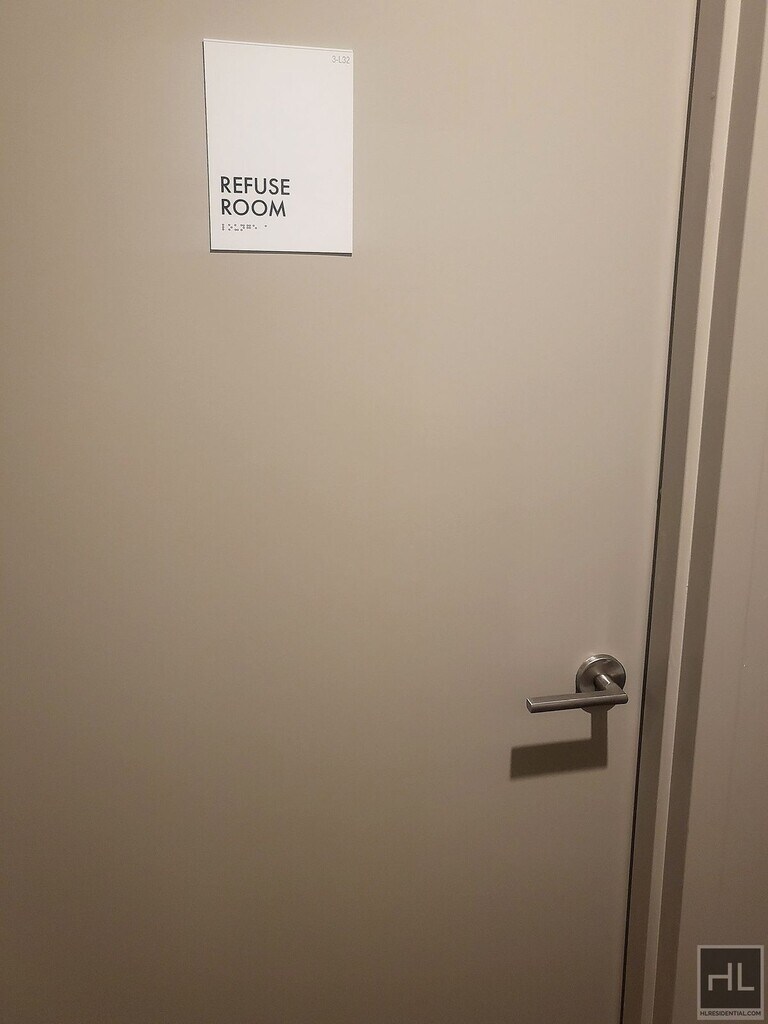 3-L32
REFUSE
ROOM
HL
HLRESIDENTIAL.COM